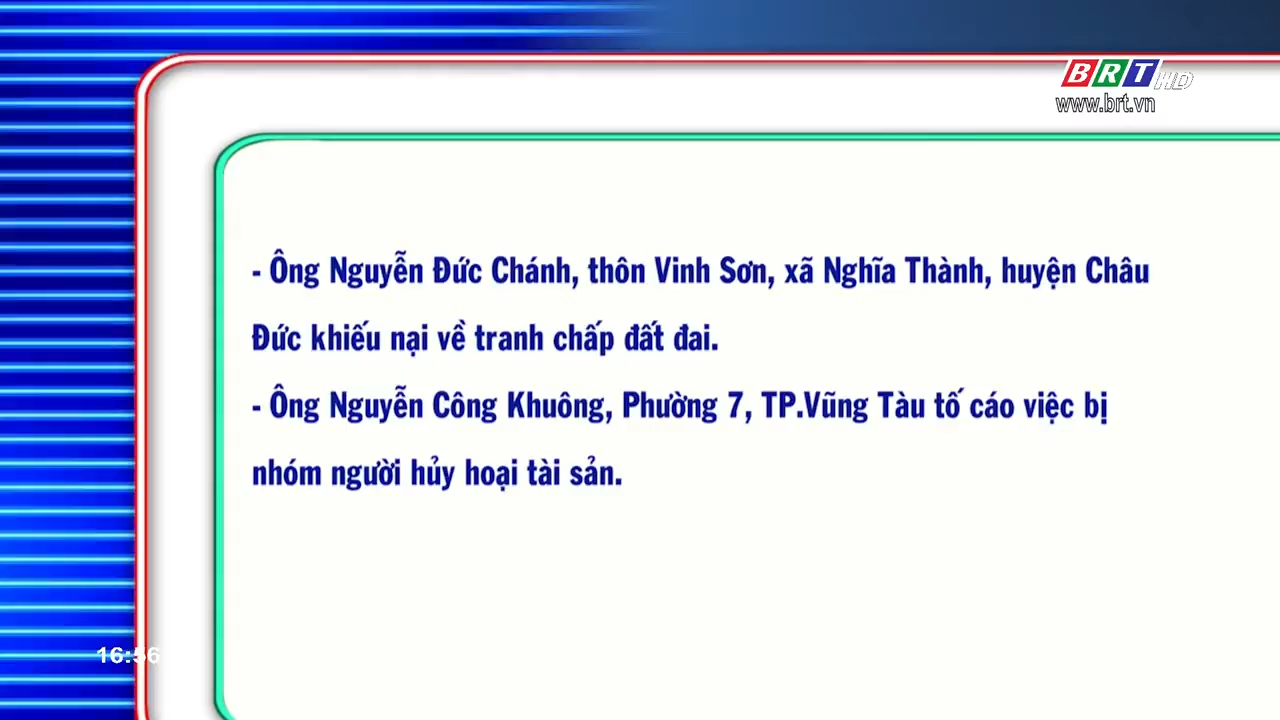 BRT HD
www.brt.vn
- Ông Nguyễn Đức Chánh, thôn Vinh Sơn, xã Nghĩa Thành, huyện Châu
Đức khiếu nại về tranh chấp đất đai.
- Ông Nguyễn Công Khuông, Phường 7, TP.Vũng Tàu tố cáo việc bị
nhóm người hủy hoại tài sản.
16:56